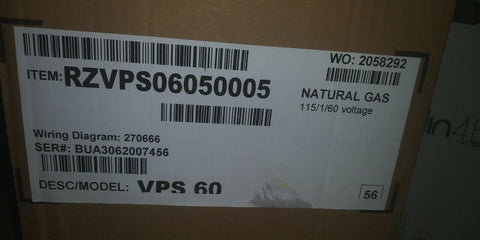 WO: 2058292
ITEM: RZVPS06050005
NATURAL GAS
115/1/60 voltage
Wiring Diagram: 270666
SER#: BUA3062007456
DESC/MODEL: VPS 60
56